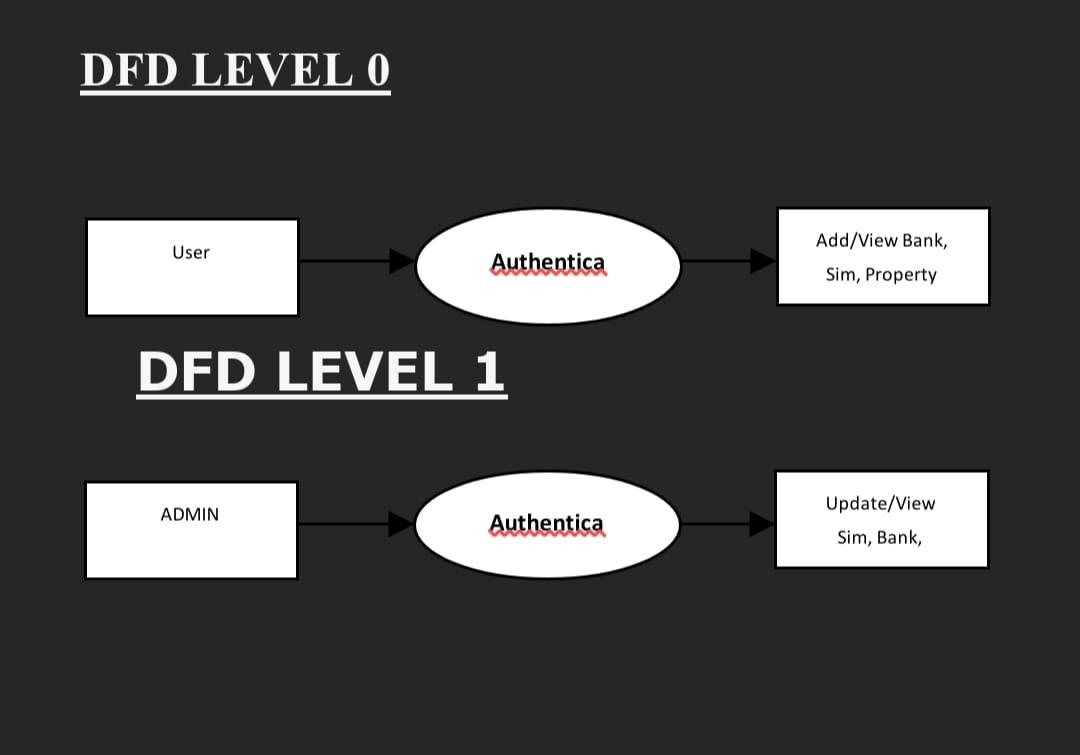 DFD LEVEL 0
User
Authentica
Add/View Bank,
Sim, Property
DFD LEVEL 1
ADMIN
Authentica
Update/View
Sim, Bank,